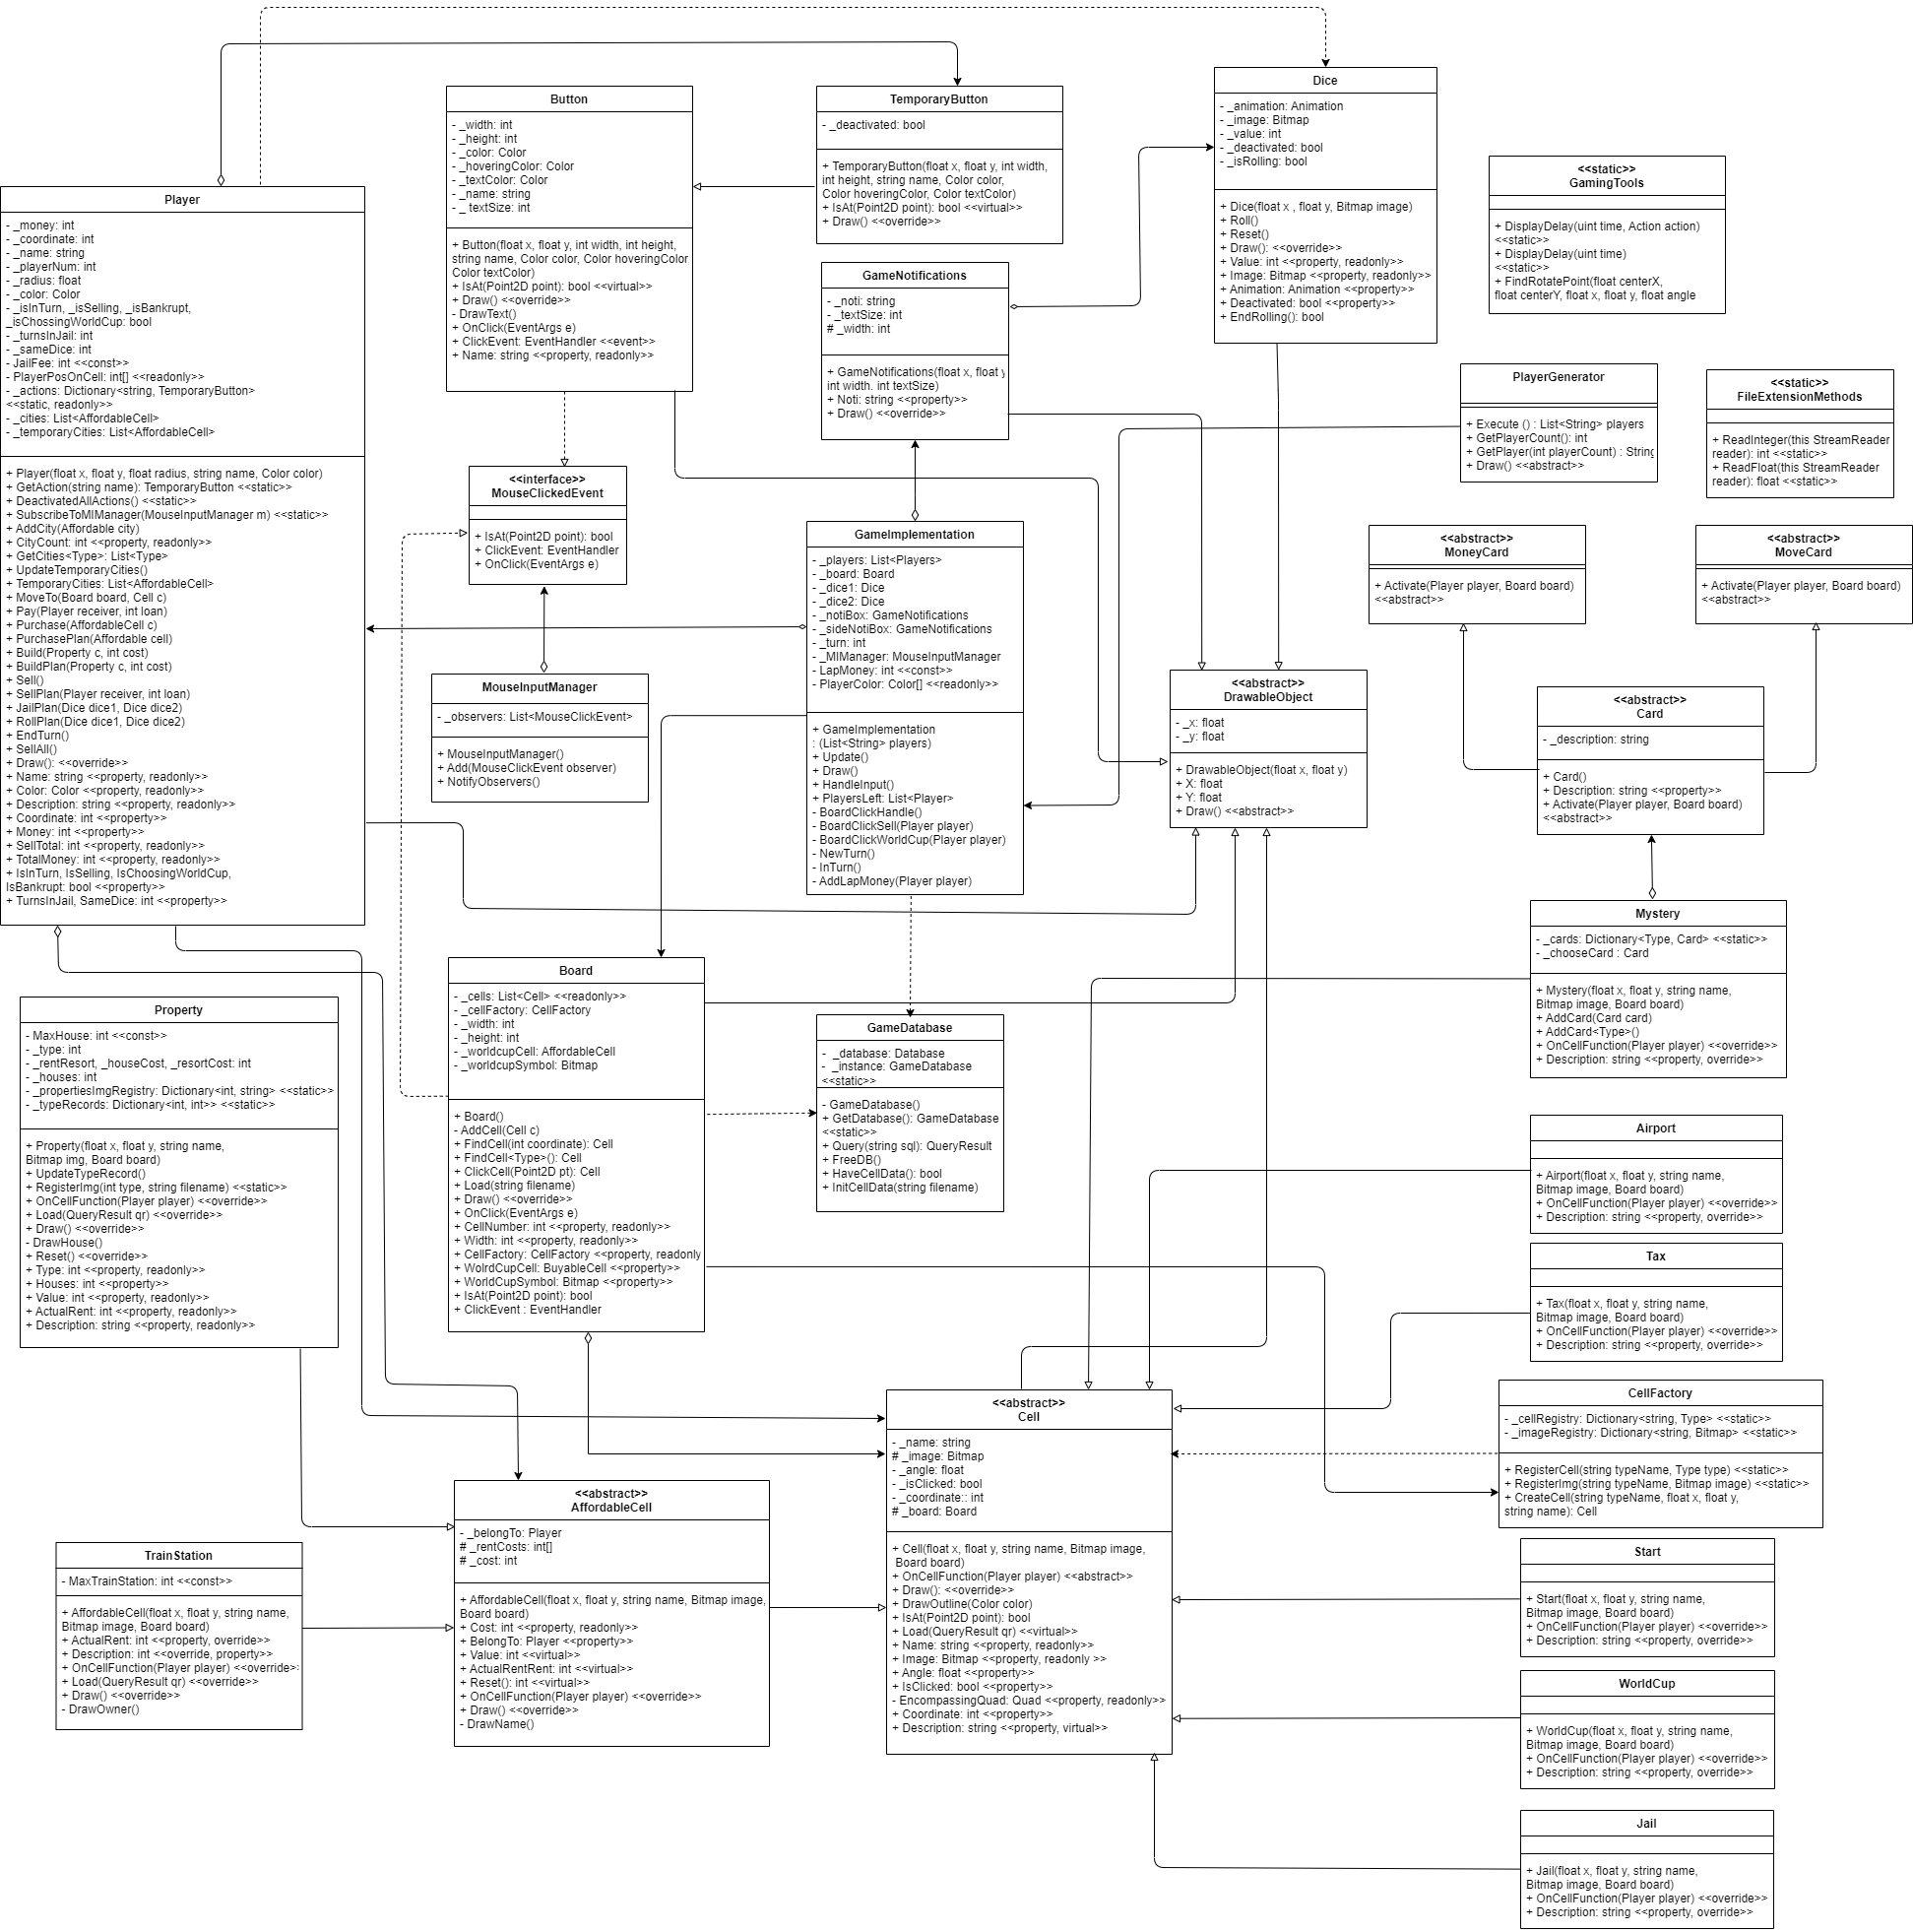 Player
- _money: int
- _coordinate: int
- _name: string
- _playerNum: int
- _radius: float
- _color: Color
- _isInTurn, _isSelling, _isBankrupt,
_isChossingWorldCup: bool
- _turnsInJail: int
- _sameDice: int
- JailFee: int <<const>>
- PlayerPosOnCell: int[] <<readonly>>
- _actions: Dictionary<string, TemporaryButton>
<<static, readonly>>
- _cities: List<AffordableCell>
- _temporaryCities: List<AffordableCell>
+ Player(float x, float y, float radius, string name, Color color)
+ GetAction(string name): TemporaryButton <<static>>
+ DeactivatedAllActions() <<static>>
+ SubscribeToMIManager(MouseInputManager m) <<static>>
+ AddCity(Affordable city)
+ CityCount: int <<property, readonly>>
+ GetCities<Type>: List<Type>
+ UpdateTemporaryCities()
+ TemporaryCities: List<AffordableCell>
+ MoveTo(Board board, Cell c)
+ Pay(Player receiver, int loan)
+ Purchase(AffordableCell c)
+ PurchasePlan(Affordable cell)
+ Build(Property c, int cost)
+ BuildPlan(Property c, int cost)
+ Sell()
+ SellPlan(Player receiver, int loan)
+ JailPlan(Dice dice1, Dice dice2)
+ RollPlan(Dice dice1, Dice dice2)
+ EndTurn()
+ SellAll()
+ Draw(): <<override>>
+ Name: string <<property, readonly>>
+ Color: Color <<property, readonly>>
+ Description: string <<property, readonly>>
+ Coordinate: int <<property>>
+ Money: int <<property>>
+ SellTotal: int <<property, readonly>>
+ TotalMoney: int <<property, readonly>>
+ IsInTurn, IsSelling, IsChoosingWorldCup,
IsBankrupt: bool <<property>>
+ TurnsInJail, SameDice: int <<property>>
Button
- _width: int
- _height: int
- _color: Color
- _hoveringColor: Color
- _textColor: Color
- _name: string
- _ textSize: int
+ Button(float x, float y, int width, int height,
string name, Color color, Color hoveringColor
Color textColor)
+ IsAt(Point2D point): bool <<virtual>>
+ Draw() <<override>>
- DrawText()
+ OnClick(EventArgs e)
+ ClickEvent: EventHandler <<event>>
+ Name: string <<property, readonly>>
TemporaryButton
- _deactivated: bool
+ TemporaryButton(float x, float y, int width,
int height, string name, Color color,
Color hoveringColor, Color textColor)
+ IsAt(Point2D point): bool <<virtual>>
+ Draw() <<override>>
Dice
- _animation: Animation
- _image: Bitmap
- _value: int
- _deactivated: bool
- _isRolling: bool
+ Dice(float x , float y, Bitmap image)
+ Roll()
+ Reset()
+ Draw(): <<override>>
+ Value: int <<property, readonly>>
+ Image: Bitmap <<property, readonly>>
+ Animation: Animation <<property>>
+ Deactivated: bool <<property>>
+ EndRolling(): bool
<<static>>
GamingTools
+ DisplayDelay(uint time, Action action)
<<static>>
+ DisplayDelay(uint time)
<<static>>
+ FindRotatePoint(float centerX,
float centerY, float x, float y, float angle
GameNotifications
- _noti: string
- _textSize: int
# _width: int
+ GameNotifications(float x, float y
int width. int textSize)
+ Noti: string <<property>>
+ Draw() <<override>>
PlayerGenerator
+ Execute () : List<String> players
+ GetPlayerCount(): int
+ GetPlayer(int playerCount) : String
+ Draw() <<abstract>>
<<static>>
FileExtensionMethods
+ ReadInteger(this StreamReader
reader): int <<static>>
+ ReadFloat(this StreamReader
reader): float <<static>>
<<interface>>
MouseClickedEvent
+ IsAt(Point2D point): bool
+ ClickEvent: EventHandler
+ OnClick(EventArgs e)
GameImplementation
- _players: List<Players>
- _board: Board
- _dice1: Dice
- _dice2: Dice
- _notiBox: GameNotifications
- _sideNotiBox: GameNotifications
- _turn: int
- _MIManager: MouseInputManager
- LapMoney: int <<const>>
- PlayerColor: Color[] <<readonly>>
+ GameImplementation
: (List<String> players)
+ Update()
+ Draw()
+ HandleInput()
+ PlayersLeft: List<Player>
- BoardClickHandle()
- BoardClickSell(Player player)
- BoardClickWorldCup(Player player)
- NewTurn()
- InTurn()
- AddLapMoney(Player player)
<<abstract>>
MoneyCard
+ Activate(Player player, Board board)
<<abstract>>
<<abstract>>
MoveCard
+ Activate(Player player, Board board)
<<abstract>>
MouseInputManager
- _observers: List<MouseClickEvent>
+ MouseInputManager()
+ Add(MouseClickEvent observer)
+ NotifyObservers()
<<abstract>>
DrawableObject
- _x: float
- _y: float
+ DrawableObject(float x, float y)
+ X: float
+ Y: float
+ Draw() <<abstract>>
<<abstract>>
Card
- _description: string
+ Card()
+ Description: string <<property>>
+ Activate(Player player, Board board)
<<abstract>>
Mystery
- _cards: Dictionary<Type, Card> <<static>>
- _chooseCard : Card
+ Mystery(float x, float y, string name,
Bitmap image, Board board)
+ AddCard(Card card)
+ AddCard<Type>()
+ OnCellFunction(Player player) <<override>>
+ Description: string <<property, override>>
Property
- MaxHouse: int <<const>>
- _type: int
- _rentResort, _houseCost, _resortCost: int
- _houses: int
- _propertiesImgRegistry: Dictionary<int, string> <<static>>
- _typeRecords: Dictionary<int, int>> <<static>>
+ Property(float x, float y, string name,
Bitmap img, Board board)
+ UpdateTypeRecord()
+ RegisterImg(int type, string filename) <<static>>
+ OnCellFunction(Player player) <<override>>
+ Load(QueryResult qr) <<override>>
+ Draw() <<override>>
- DrawHouse()
+ Reset() <<override>>
+ Type: int <<property, readonly>>
+ Houses: int <<property>>
+ Value: int <<property, readonly>>
+ ActualRent: int <<property, readonly>>
+ Description: string <<property, readonly>>
Board
- _cells: List<Cell> <<readonly>>
- _cellFactory: CellFactory
- _width: int
- _height: int
- _worldcupCell: AffordableCell
- _worldcupSymbol: Bitmap
+ Board()
- AddCell(Cell c)
+ FindCell(int coordinate): Cell
+ FindCell<Type>(): Cell
+ ClickCell(Point2D pt): Cell
+ Load(string filename)
+ Draw() <<override>>
+ OnClick(EventArgs e)
+ CellNumber: int <<property, readonly>>
+ Width: int <<property, readonly>>
+ CellFactory: CellFactory <<property, readonly
+ WolrdCupCell: BuyableCell <<property>>
+ WorldCupSymbol: Bitmap <<property>>
+ IsAt(Point2D point): bool
+ ClickEvent : EventHandler
GameDatabase
- _database: Database
- _instance: GameDatabase
<<static>>
- GameDatabase()
+ GetDatabase(): GameDatabase
<<static>>
+ Query(string sql): QueryResult
+ FreeDB()
+ HaveCellData(): bool
+ InitCellData(string filename)
Airport
+ Airport(float x, float y, string name,
Bitmap image, Board board)
+ OnCellFunction(Player player) <<override>>
+ Description: string <<property, override>>
Tax
+ Tax(float x, float y, string name,
Bitmap image, Board board)
+ OnCellFunction(Player player) <<override>>
+ Description: string <<property, override>>
CellFactory
- _cellRegistry: Dictionary<string, Type> <<static>>
- _imageRegistry: Dictionary<string, Bitmap> <<static>>
+ RegisterCell(string typeName, Type type) <<static>>
+ RegisterImg(string typeName, Bitmap image) <<static>>
+ CreateCell(string typeName, float x, float y,
string name): Cell
<<abstract>>
Cell
- _name: string
# _image: Bitmap
- _angle: float
- _isClicked: bool
- _coordinate:: int
# _board: Board
+ Cell(float x, float y, string name, Bitmap image,
Board board)
+ OnCellFunction(Player player) <<abstract>>
+ Draw(): <<override>>
+ DrawOutline(Color color)
+ IsAt(Point2D point): bool
+ Load(QueryResult qr) <<virtual>>
+ Name: string <<property, readonly>>
+ Image: Bitmap <<property, readonly >>
+ Angle: float <<property>>
+ IsClicked: bool <<property>>
- EncompassingQuad: Quad <<property, readonly>>
+ Coordinate: int <<property>>
+ Description: string <<property, virtual>>
<<abstract>>
AffordableCell
- _belongTo: Player
# _rentCosts: int[]
# _cost: int
+ AffordableCell(float x, float y, string name, Bitmap image,
Board board)
+ Cost: int <<property, readonly>>
+ BelongTo: Player <<property>>
+ Value: int <<virtual>>
+ ActualRentRent: int <<virtual>>
+ Reset(): int <<virtual>>
+ OnCellFunction(Player player) <<override>>
+ Draw() <<override>>
- DrawName()
TrainStation
- MaxTrainStation: int <<const>>
+ AffordableCell(float x, float y, string name,
Bitmap image, Board board)
+ ActualRent: int <<property, override>>
+ Description: int <<override, property>>
+ OnCellFunction(Player player) <<override>>
+ Load(QueryResult qr) <<override>>
+ Draw() <<override>>
- DrawOwner()
Start
+ Start(float x, float y, string name,
Bitmap image, Board board)
+ OnCellFunction(Player player) <<override>>
+ Description: string <<property, override>>
WorldCup
+ WorldCup(float x, float y, string name,
Bitmap image, Board board)
+ OnCellFunction(Player player) <<override>>
+ Description: string <<property, override>>
Jail
+ Jail(float x, float y, string name,
Bitmap image, Board board)
+ OnCellFunction(Player player) <<override>>
+ Description: string <<property, override>>